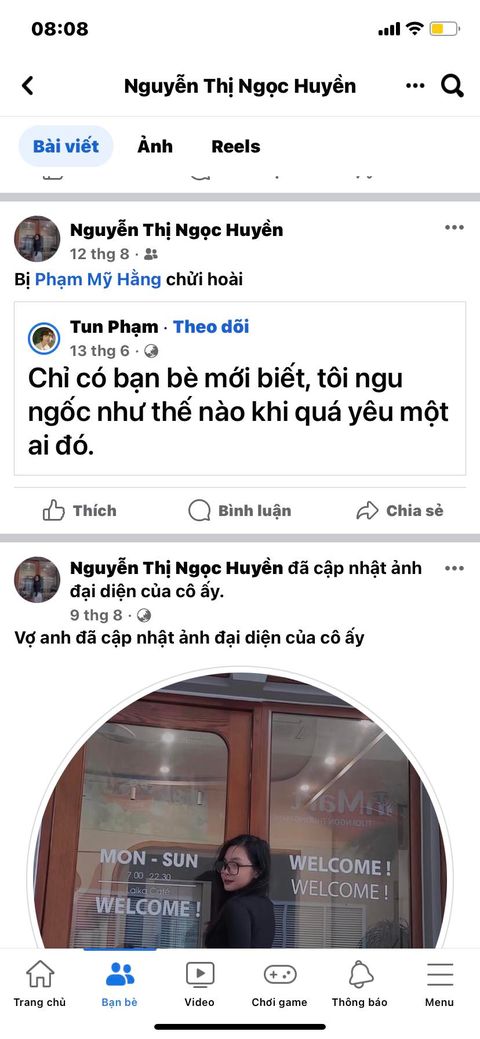 08:08
Nguyễn Thị Ngọc Huyền
Bài viết Ảnh Reels
Nguyễn Thị Ngọc Huyền
12 thg 8 ·
Bị Phạm Mỹ Hằng chửi hoài
Tun Phạm · Theo dõi
13 thg 6 ·
Chỉ có bạn bè mới biết, tôi ngu
ngốc như thế nào khi quá yêu một
ai đó.
Thích Bình luận Chia sẻ
Nguyễn Thị Ngọc Huyền đã cập nhật ảnh
đại diện của cô ấy.
9 thg 8 ·
Vợ anh đã cập nhật ảnh đại diện của cô ấy
MON - SUN
7.00 22.30
Laika Café
WELCOME !
WELCOME !
WELCOME !
Trang chủ Bạn bè Video Chơi game Thông báo Menu